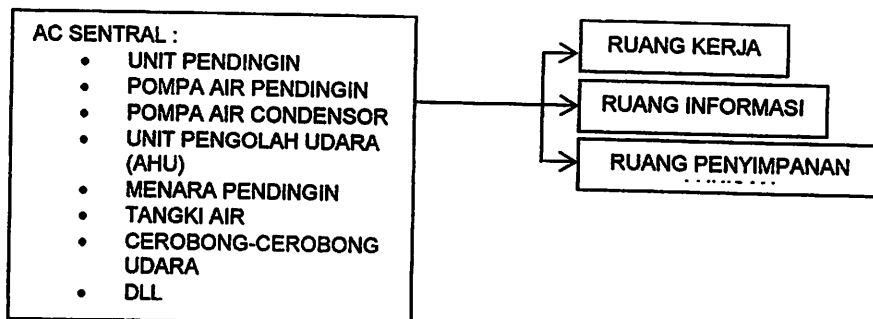 AC SENTRAL :
• UNIT PENDINGIN
• POMPA AIR PENDINGIN
• POMPA AIR CONDENSOR
• UNIT PENGOLAH UDARA
(AHU)
• MENARA PENDINGIN
• TANGKI AIR
• CEROBONG-CEROBONG
UDARA
• DLL
RUANG KERJA
RUANG INFORMASI
RUANG PENYIMPANAN